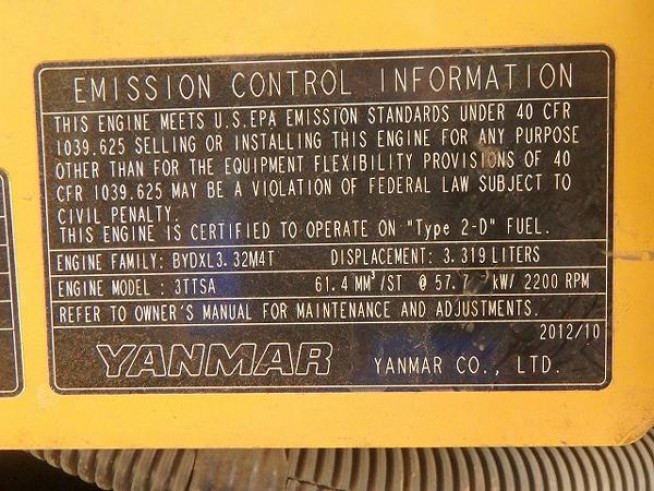 EMISSION CONTROL INFORMATION
THIS ENGINE MEETS U.S.EPA EMISSION STANDARDS UNDER 40 CFR
1039.625 SELLING OR INSTALLING THIS ENGINE FOR ANY PURPOSE
OTHER THAN FOR THE EQUIPMENT FLEXIBILITY PROVISIONS OF 40
CFR 1039.625 MAY BE A VIOLATION OF FEDERAL LAW SUBJECT TO
CIVIL PENALTY.
THIS ENGINE IS CERTIFIED TO OPERATE ON "Type 2-D" FUEL.
ENGINE FAMILY: BYDXL3.32M4T DISPLACEMENT: 3.319 LITERS
ENGINE MODEL : 3TTSA 61.4 MM³/ST @ 57.7 kW/ 2200 RPM
REFER TO OWNER'S MANUAL FOR MAINTENANCE AND ADJUSTMENTS.
2012/10
YANMAR YANMAR CO., LTD.